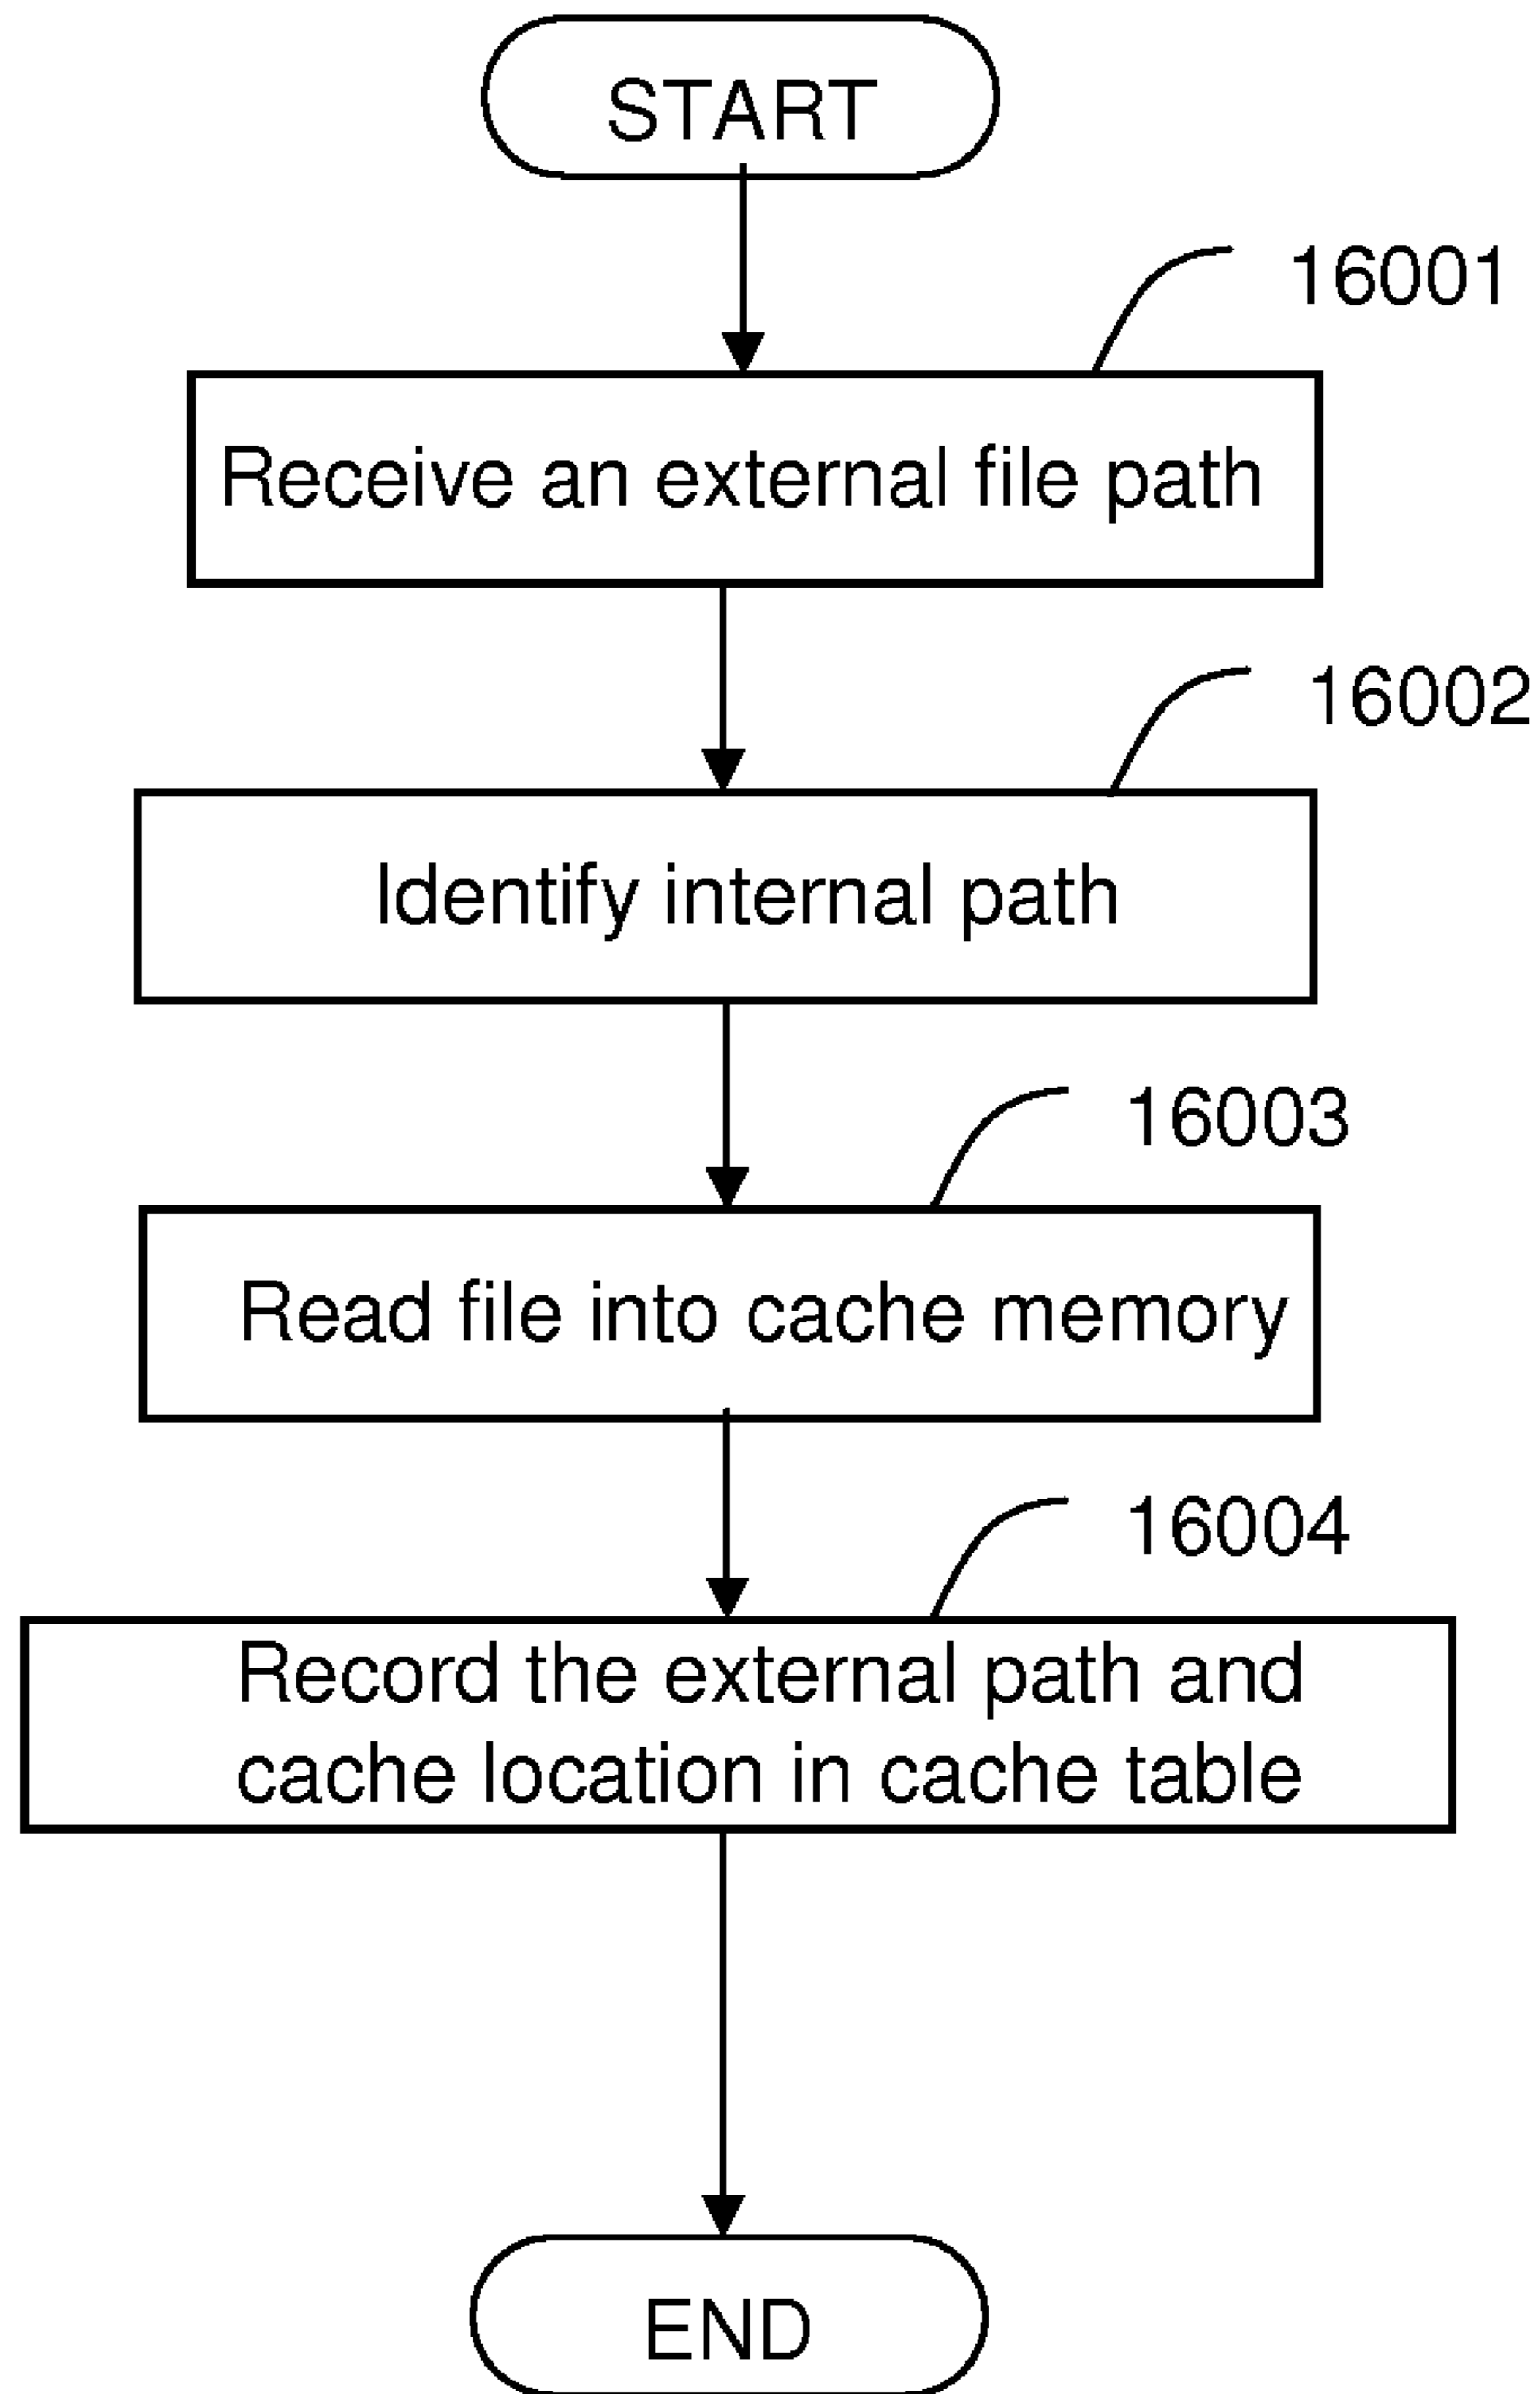 START
16001
Receive an external file path
16002
Identify internal path
16003
Read file into cache memory
16004
Record the external path and
cache location in cache table
END